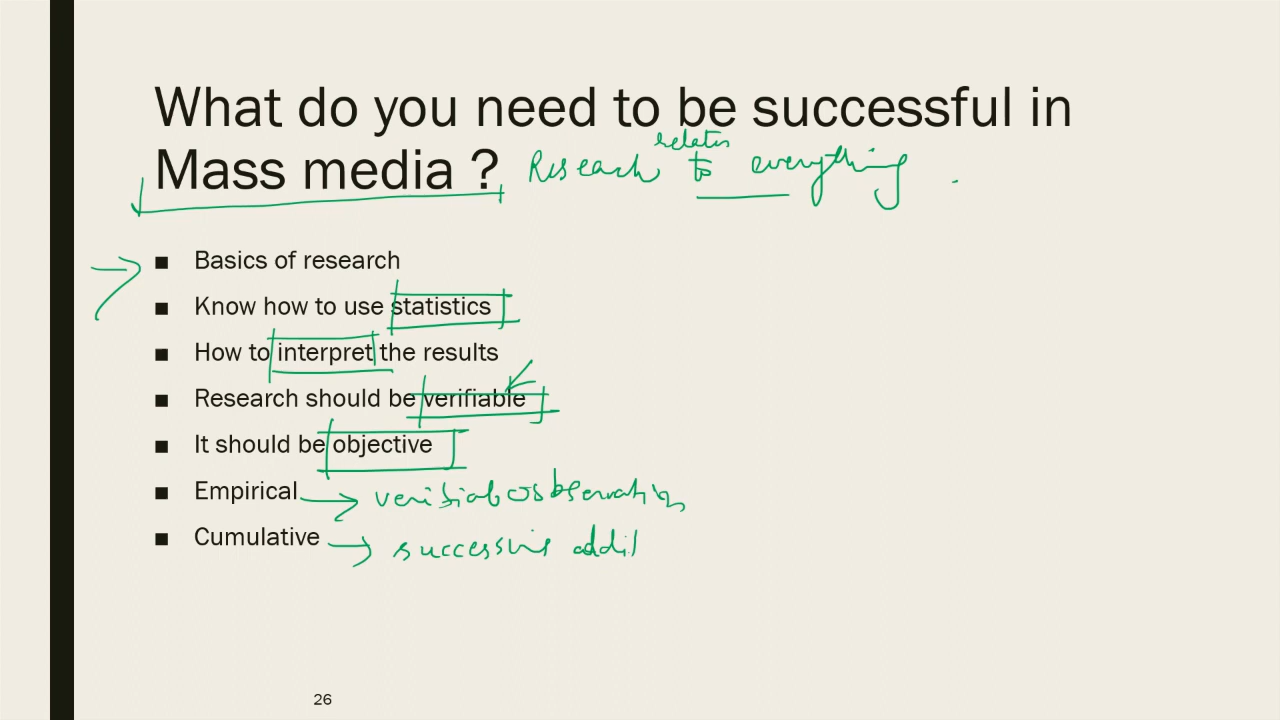 What do you need to be successful in
Mass media ? Research relates to everything .
■ Basics of research
■ Know how to use statistics
■ How to interpret the results
■ Research should be verifiable
■ It should be objective
■ Empirical → observation
■ Cumulative → successive
26